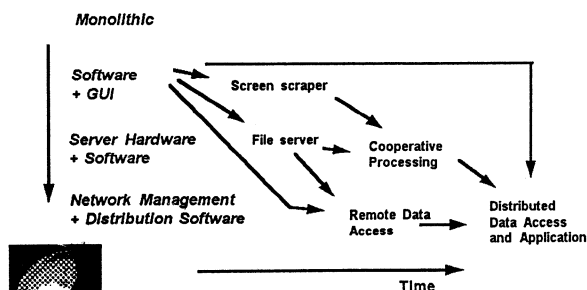 Monolithic
Software
+ GUI
Screen scraper
Server Hardware
+ Software
File server
Cooperative
Processing
Network Management
+ Distribution Software
Remote Data
Access
Distributed
Data Access
and Application
Time